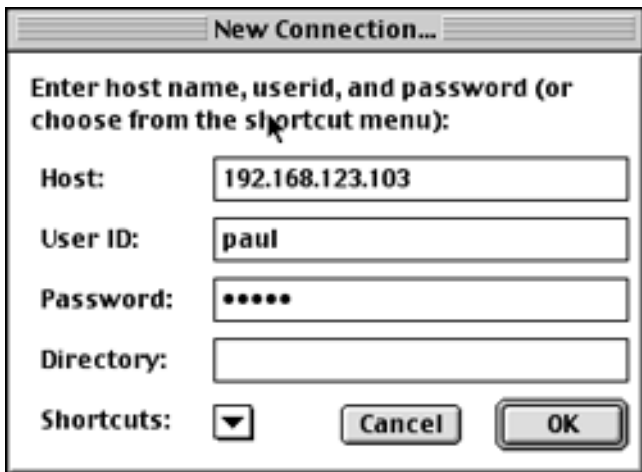 New Connection...
Enter host name, userid, and password (or
choose from the shortcut menu):
Host: 192.168.123.103
User ID: paul
Password: •••••
Directory:
Shortcuts: Cancel OK